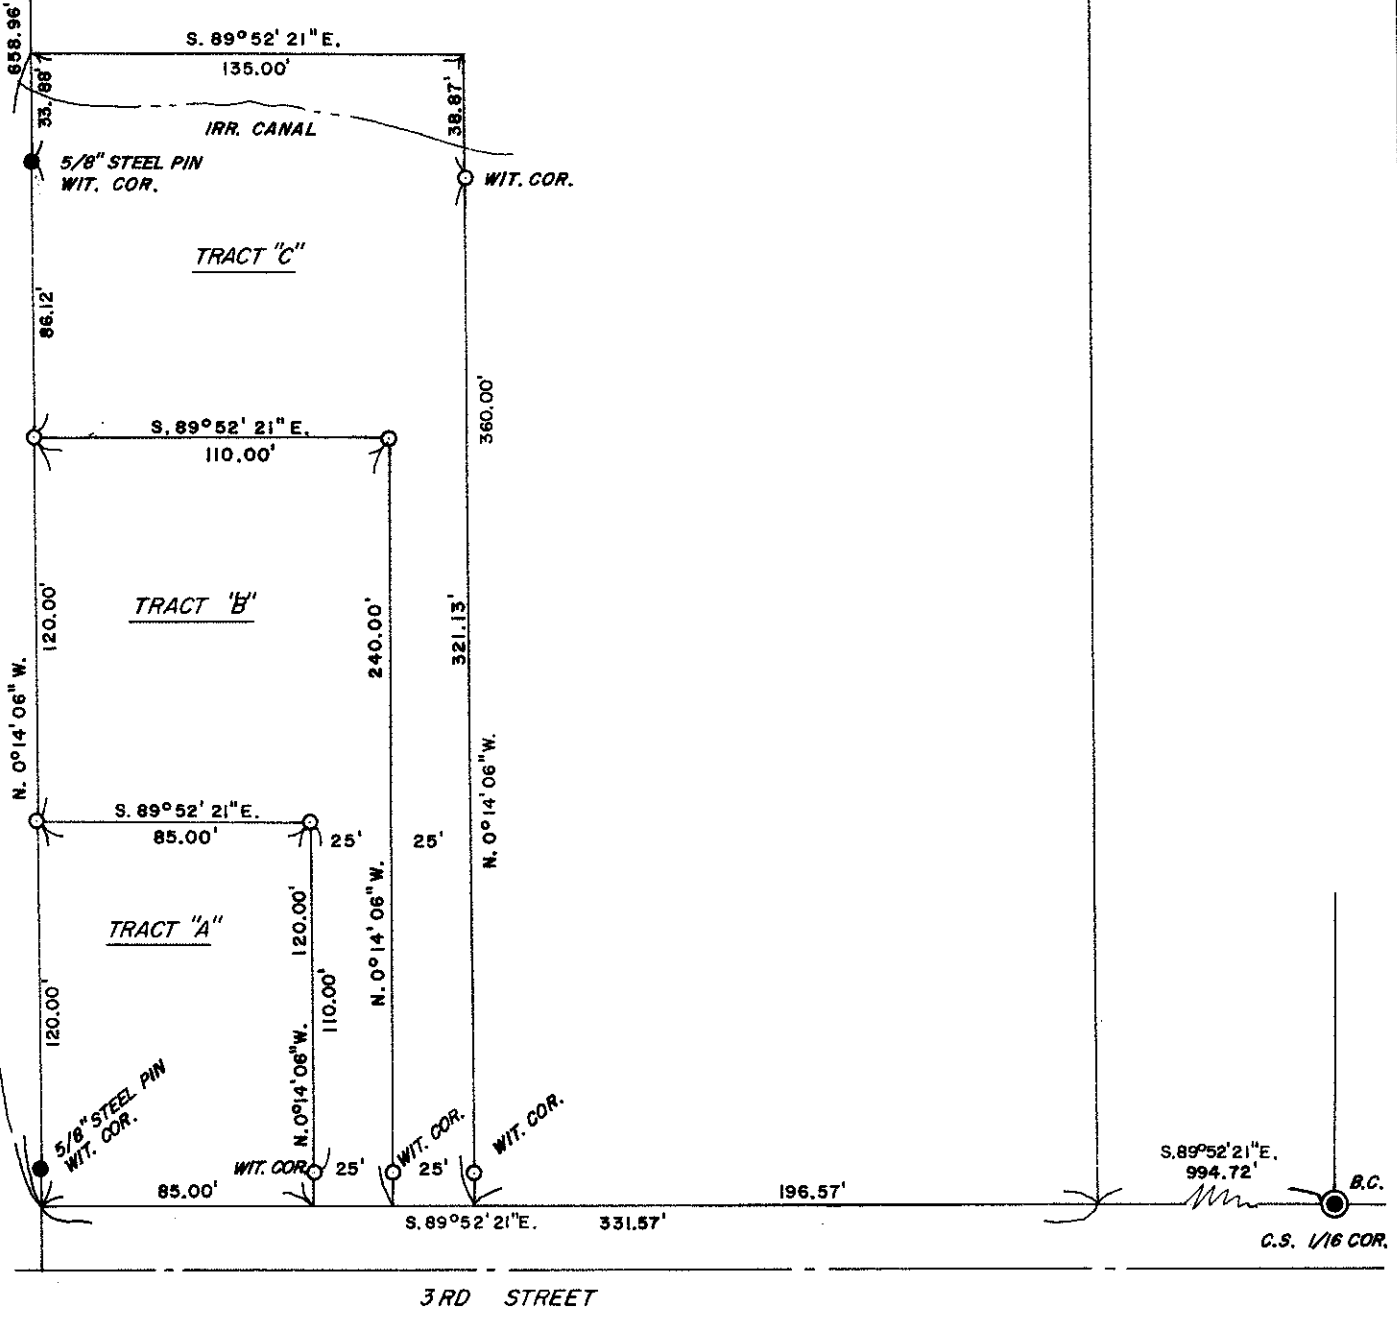 658.96'
S. 89°52' 21" E.
135.00'
33.88'
38.87'
IRR. CANAL
5/8" STEEL PIN
WIT. COR.
WIT. COR.
TRACT "C"
86.12'
360.00'
S. 89°52' 21" E.
110.00'
120.00'
TRACT "B"
240.00'
321.13'
N. 0°14' 06" W.
N. 0°14' 06" W.
S. 89°52' 21" E.
85.00'
25'
25'
N. 0°14' 06" W.
120.00'
TRACT "A"
110.00'
120.00'
N. 0°14' 06" W.
5/8" STEEL PIN
WIT. COR.
WIT. COR.
WIT. COR.
WIT. COR.
25'
25'
85.00'
196.57'
S. 89°52' 21" E.
994.72'
B.C.
S. 89°52' 21" E. 331.57'
C.S. 1/16 COR.
3RD STREET